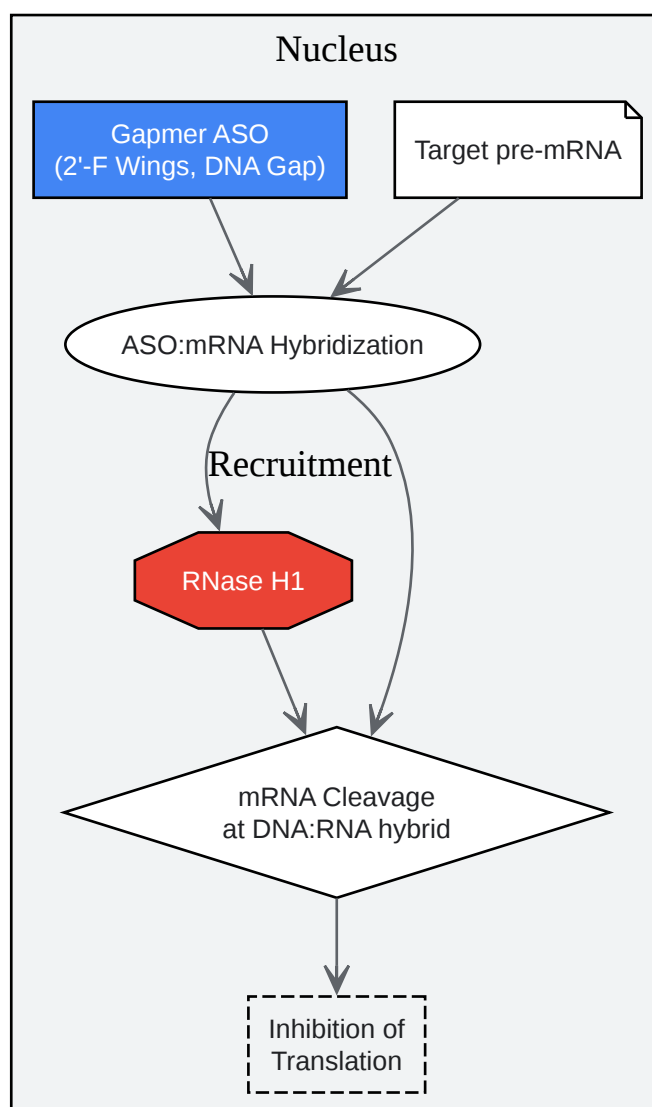 Nucleus
Gapmer ASO
(2'-F Wings, DNA Gap)
Target pre-mRNA
ASO:mRNA Hybridization
Recruitment
RNase H1
mRNA Cleavage
at DNA:RNA hybrid
Inhibition of
Translation